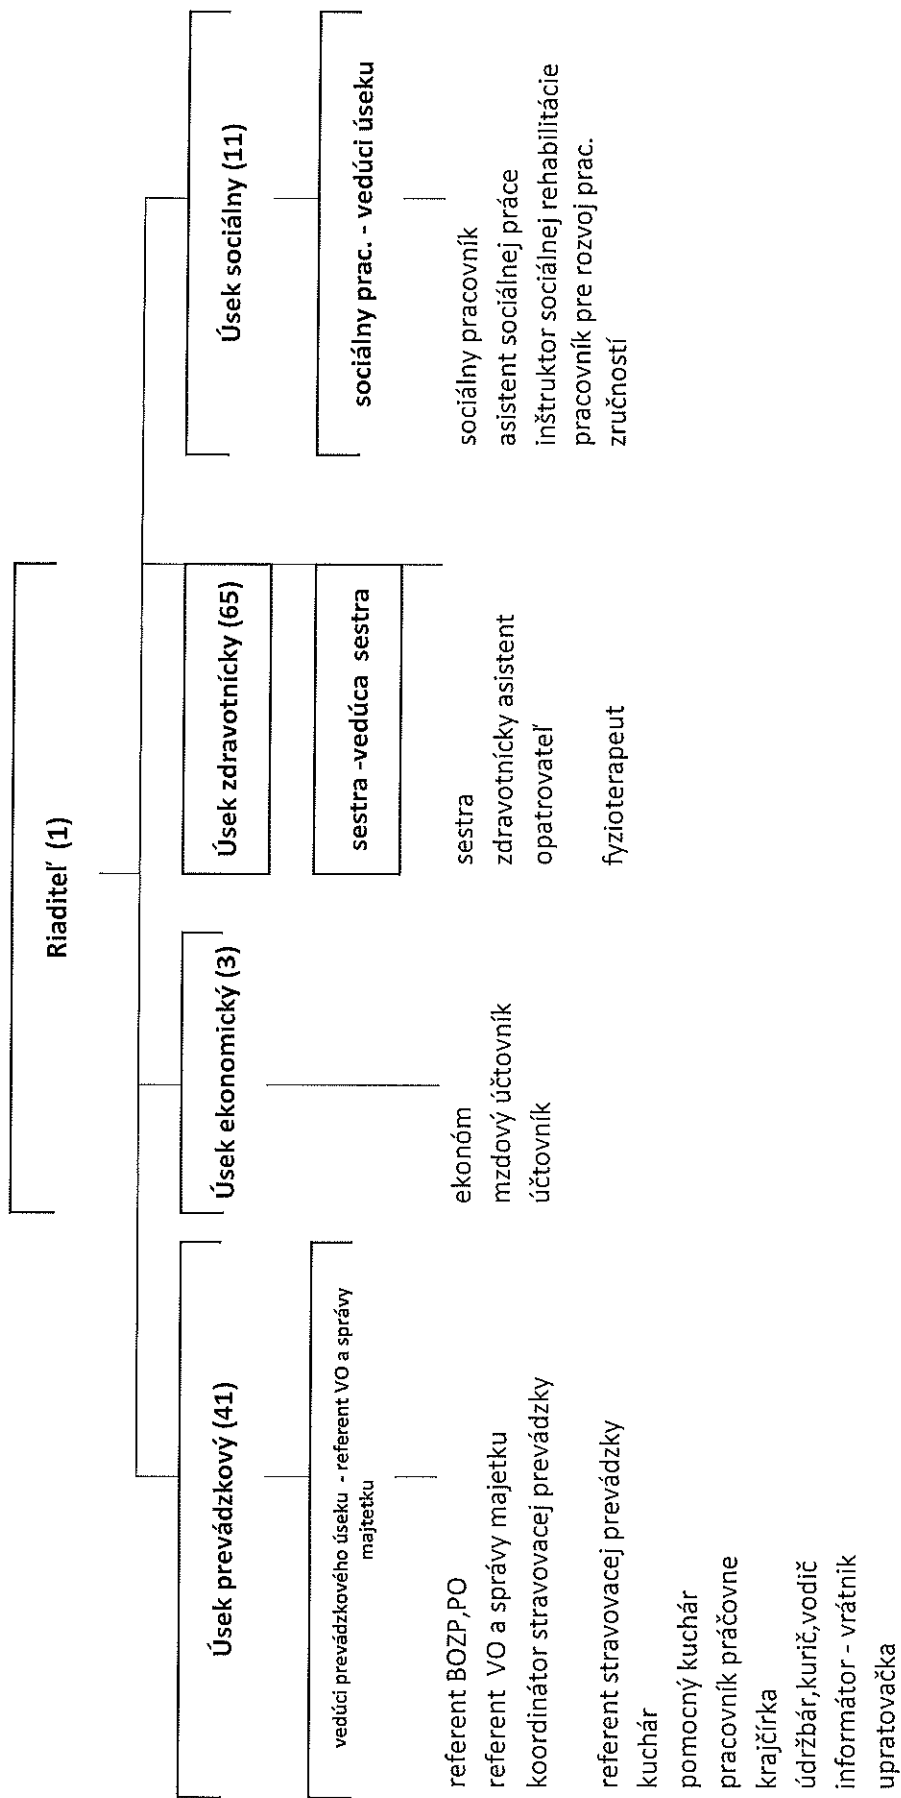 Riaditeľ (1)
Úsek prevádzkový (41)
vedúci prevádzkového úseku - referent VO a správy
majtetku
referent BOZP,PO
referent VO a správy majetku
koordinátor stravovacej prevádzky
referent stravovacej prevádzky
kuchár
pomocný kuchár
pracovník práčovne
krajčírka
údržbár,kurič,vodič
informátor - vrátnik
upratovačka
Úsek ekonomický (3)
ekonóm
mzdový účtovník
účtovník
Úsek zdravotnícky (65)
sestra -vedúca sestra
sestra
zdravotnícky asistent
opatrovateľ
fyzioterapeut
Úsek sociálny (11)
sociálny prac. - vedúci úseku
sociálny pracovník
asistent sociálnej práce
inštruktor sociálnej rehabilitácie
pracovník pre rozvoj prac.
zručností